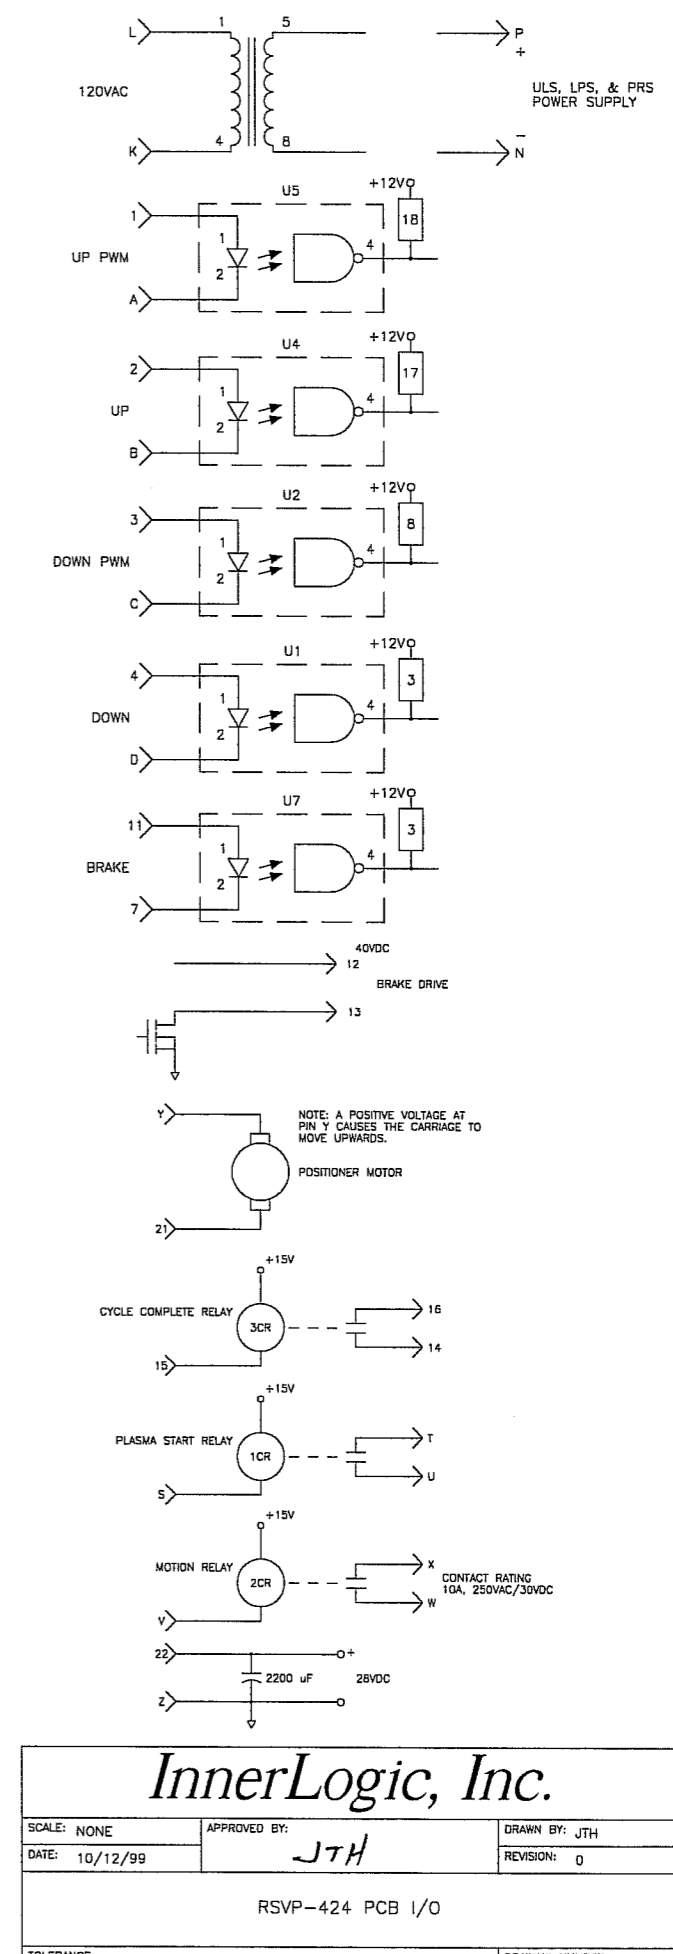 L 1 5 P
+
120VAC
ULS, LPS, & PRS
POWER SUPPLY
K 4 8 – N
U5 +12V
1 18
1 4
UP PWM
2
A
U4 +12V
2 17
1 4
UP
2
B
U2 +12V
3 8
1 4
DOWN PWM
2
C
U1 +12V
4 3
1 4
DOWN
2
D
U7 +12V
11 3
1 4
BRAKE
2
7
40VDC
12
BRAKE DRIVE
13
Y
NOTE: A POSITIVE VOLTAGE AT
PIN Y CAUSES THE CARRIAGE TO
MOVE UPWARDS.
POSITIONER MOTOR
21
+15V
CYCLE COMPLETE RELAY 3CR 16
15 14
+15V
PLASMA START RELAY 1CR T
S U
+15V
MOTION RELAY 2CR X
CONTACT RATING
10A, 250VAC/30VDC
W
V
22 +
2200 uF 28VDC
Z
InnerLogic, Inc.
SCALE: NONE APPROVED BY: DRAWN BY: JTH
DATE: 10/12/99 JTH REVISION: 0
RSVP-424 PCB I/O